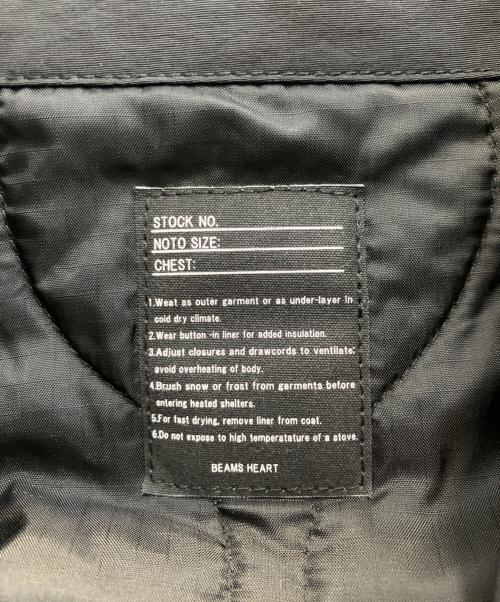 STOCK NO.
NOTO SIZE:
CHEST:
1.Weat as outer garment or as under-layer in
cold dry climate.
2.Wear button-in liner for added insulation.
3.Adjust closures and drawcords to ventilate:
avoid overheating of body.
4.Brush snow or frost from garments before
entering heated shelters.
5.For fast drying, remove liner from coat.
6.Do not expose to high temperatature of a atove.
BEAMS HEART